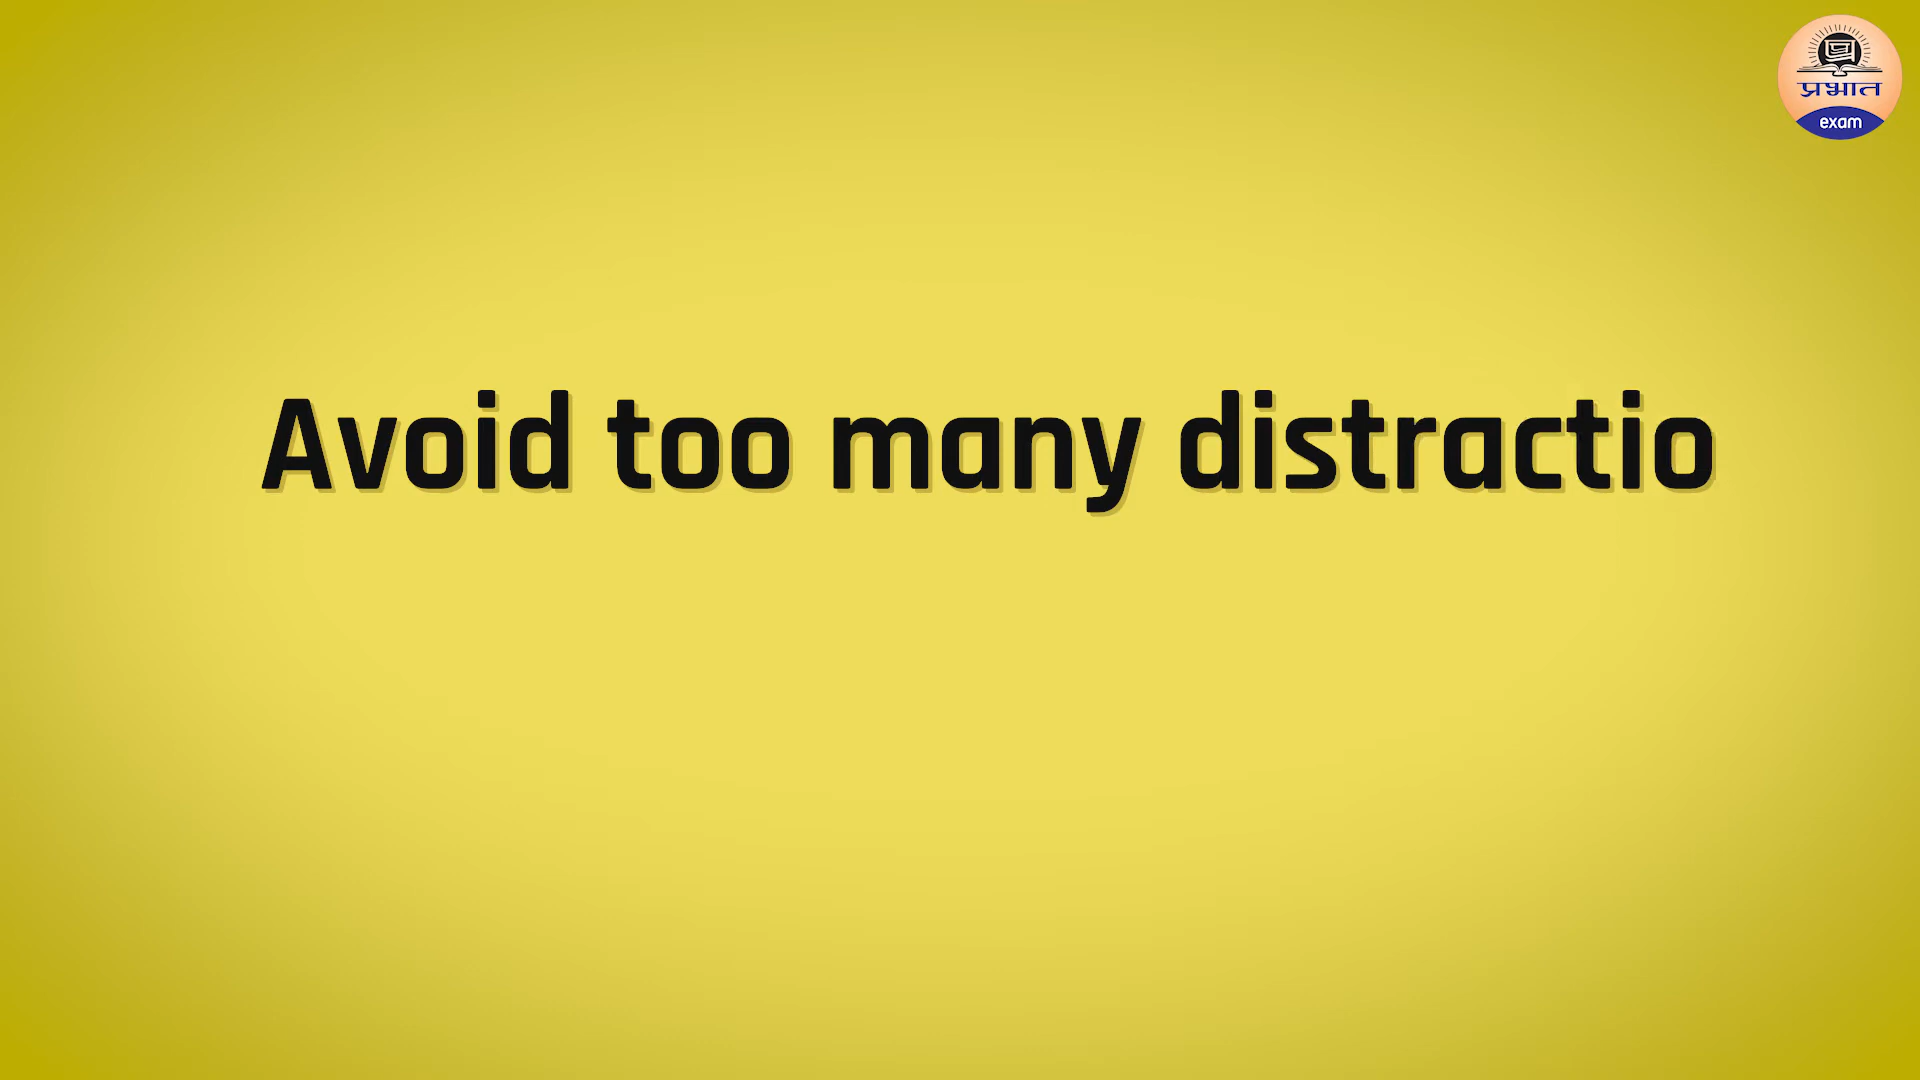 प्रभात
exam
Avoid too many distractio